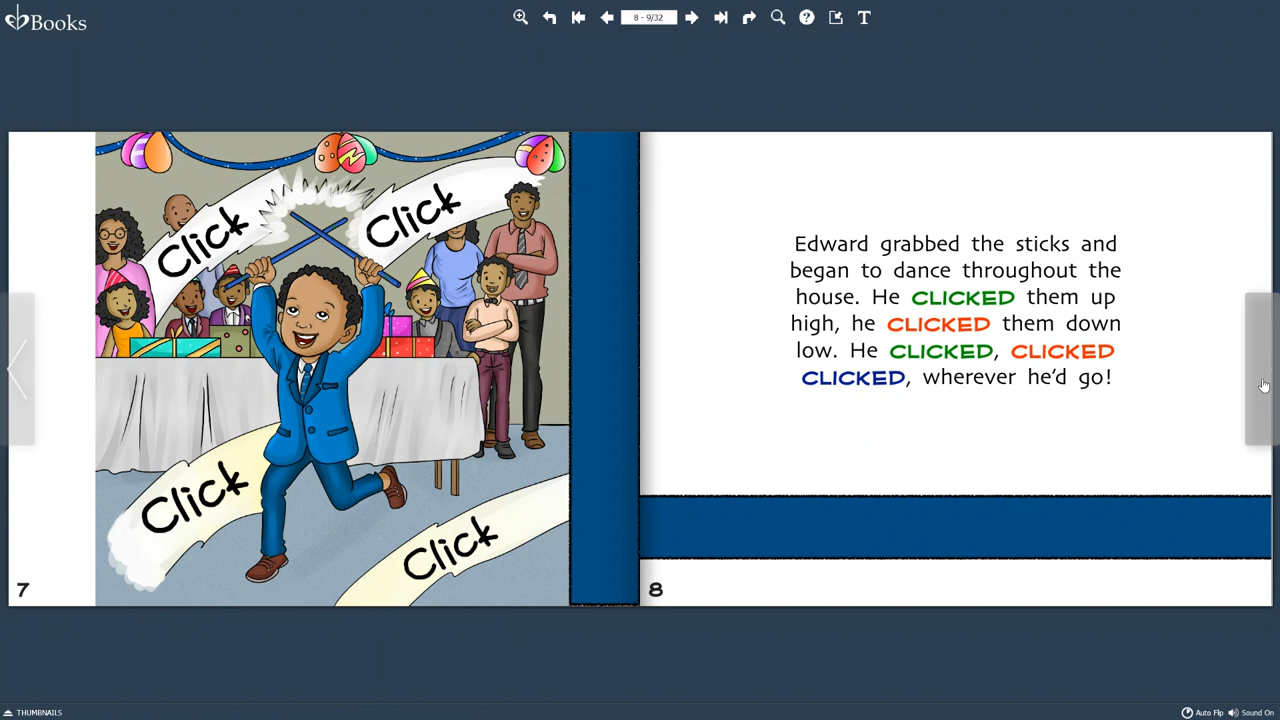 Books
8 - 9/32
T
Click
Click
Click
Click
7
Edward grabbed the sticks and
began to dance throughout the
house. He CLICKED them up
high, he CLICKED them down
low. He CLICKED, CLICKED
CLICKED, wherever he'd go!
8
THUMBNAILS
Auto Flip
Sound On